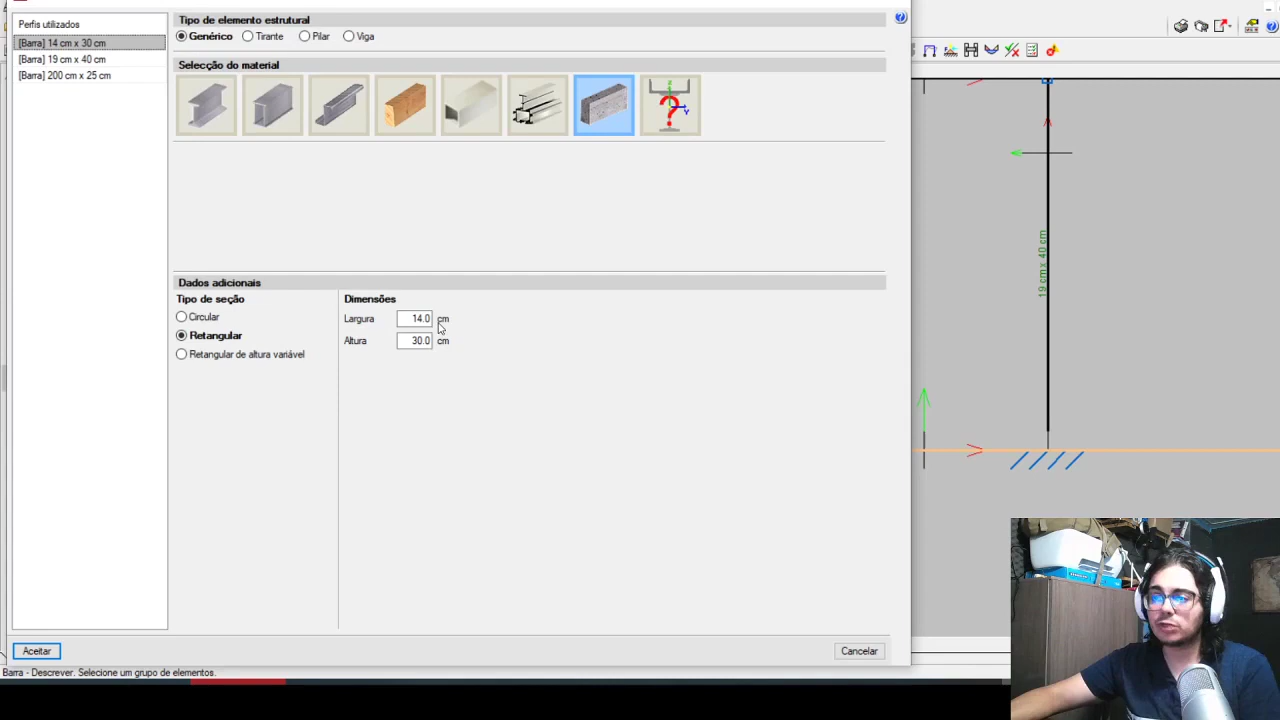 Perfis utilizados
[Barra] 14 cm x 30 cm
[Barra] 19 cm x 40 cm
[Barra] 200 cm x 25 cm
Tipo de elemento estrutural
Genérico Tirante Pilar Viga
Selecção do material
Dados adicionais
Tipo de seção
Circular
Retangular
Retangular de altura variável
Dimensões
Largura 14.0 cm
Altura 30.0 cm
Aceitar
Cancelar
Barra - Descrever. Selecione um grupo de elementos.
19 cm x 40 cm